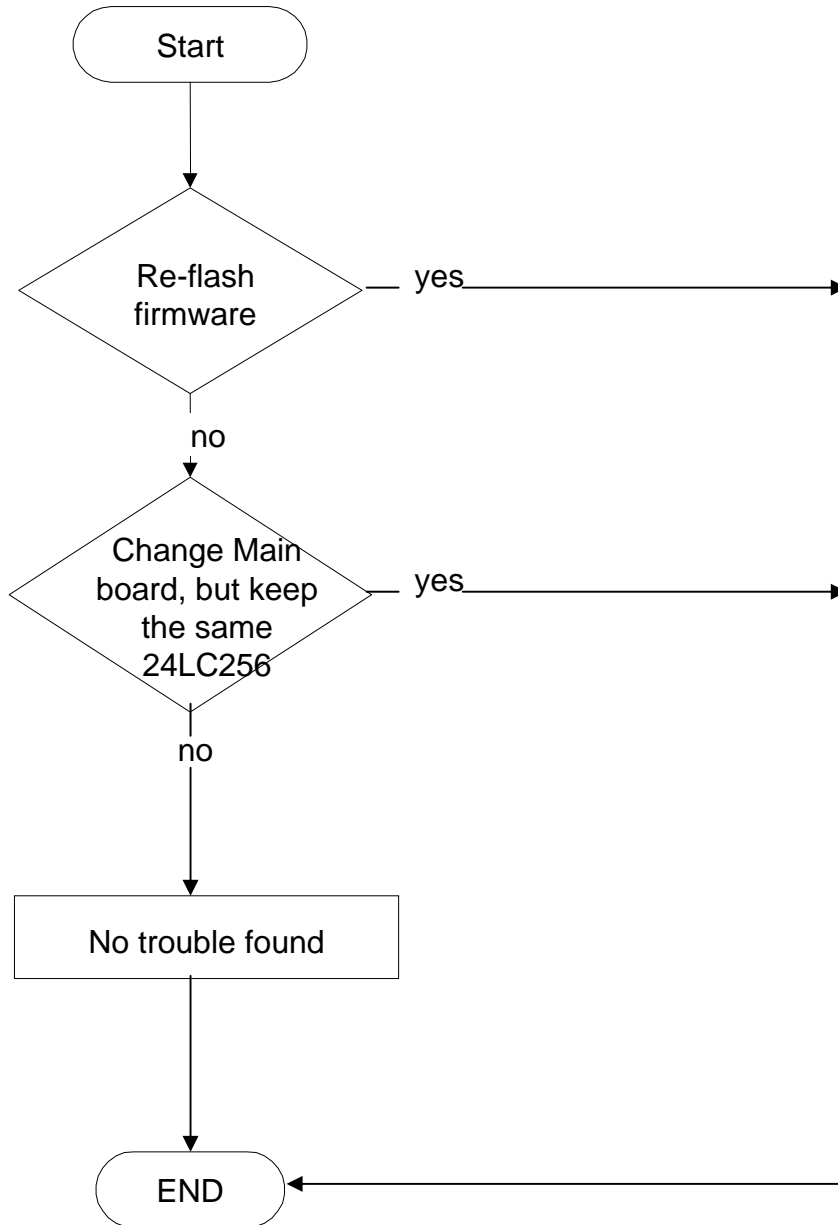 Start
Re-flash
firmware
yes
no
Change Main
board, but keep
the same
24LC256
yes
no
No trouble found
END